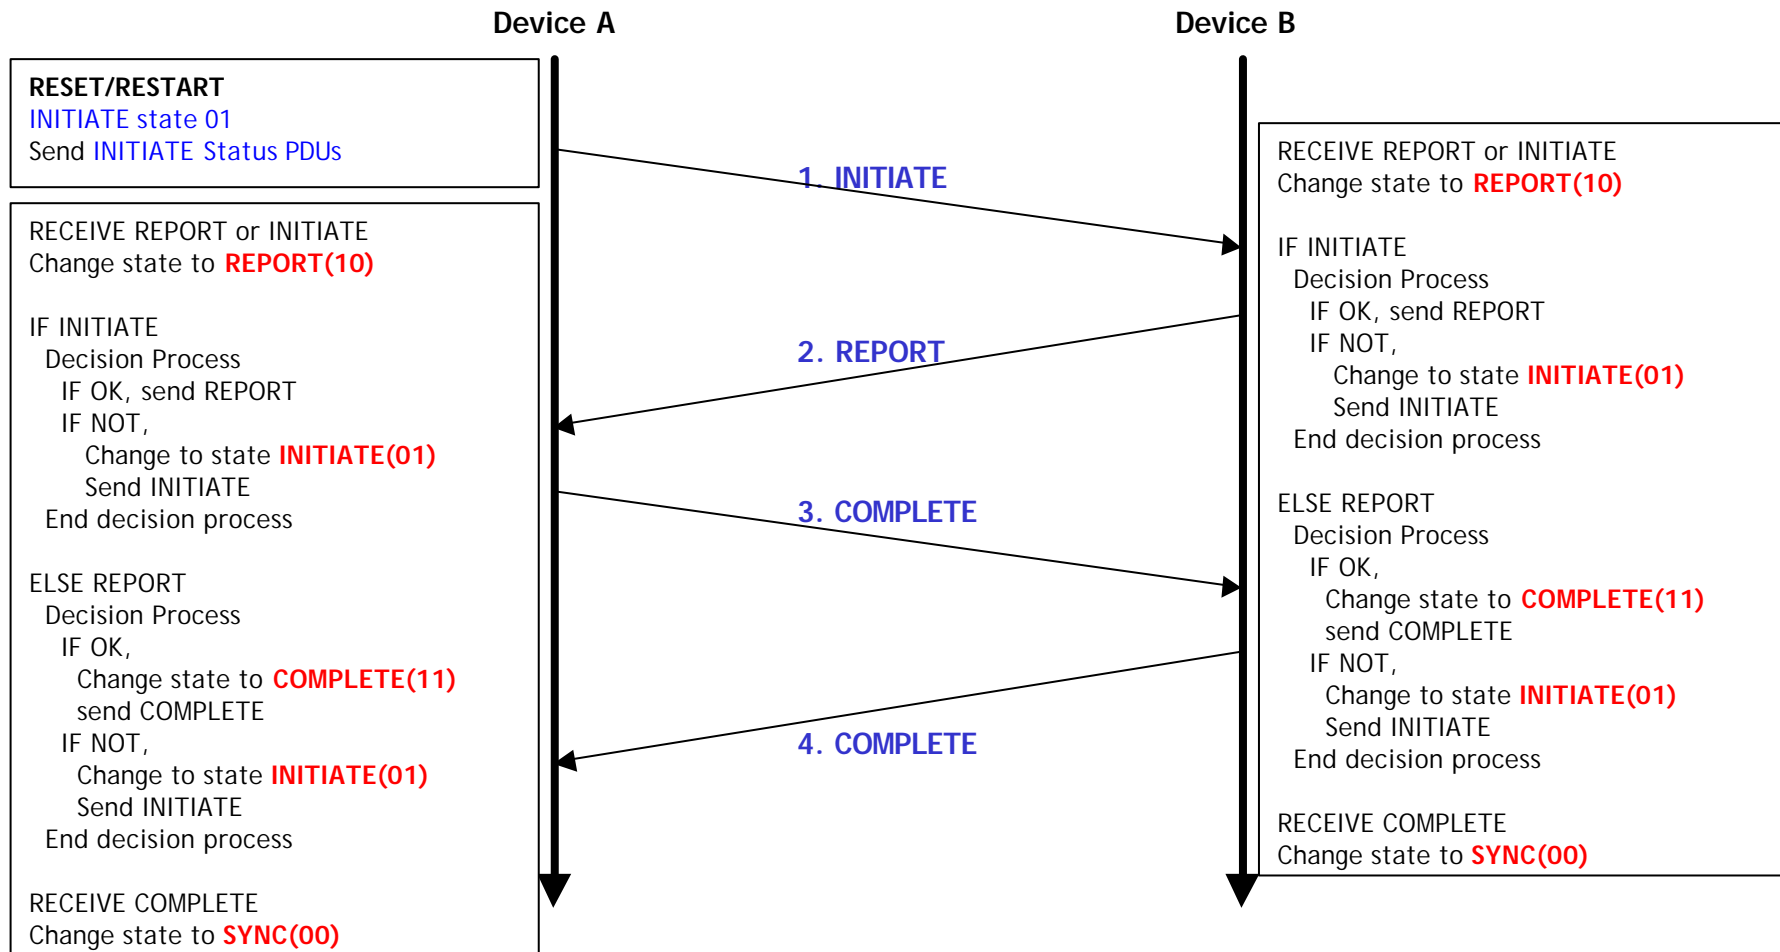 Device A
Device B
RESET/RESTART
INITIATE state 01
Send INITIATE Status PDUs
RECEIVE REPORT or INITIATE
Change state to REPORT(10)
IF INITIATE
Decision Process
IF OK, send REPORT
IF NOT,
Change to state INITIATE(01)
Send INITIATE
End decision process
ELSE REPORT
Decision Process
IF OK,
Change state to COMPLETE(11)
send COMPLETE
IF NOT,
Change to state INITIATE(01)
Send INITIATE
End decision process
RECEIVE COMPLETE
Change state to SYNC(00)
1. INITIATE
2. REPORT
3. COMPLETE
4. COMPLETE
RECEIVE REPORT or INITIATE
Change state to REPORT(10)
IF INITIATE
Decision Process
IF OK, send REPORT
IF NOT,
Change to state INITIATE(01)
Send INITIATE
End decision process
ELSE REPORT
Decision Process
IF OK,
Change state to COMPLETE(11)
send COMPLETE
IF NOT,
Change to state INITIATE(01)
Send INITIATE
End decision process
RECEIVE COMPLETE
Change state to SYNC(00)